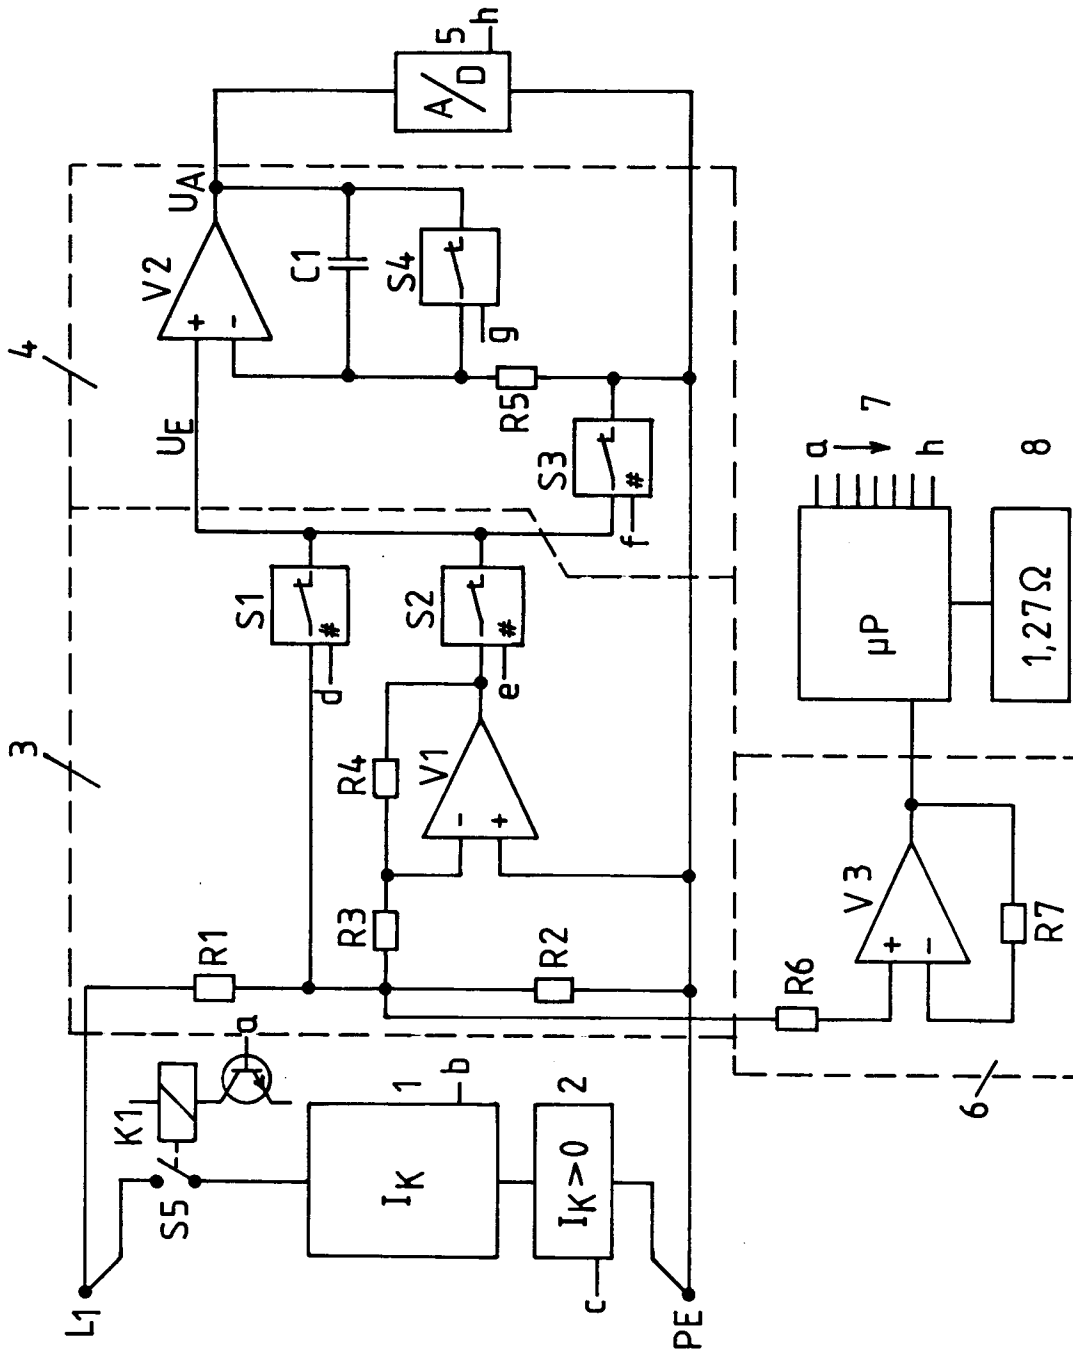 3
4
L1
S5
K1
a
R1
S1
#
d
UE
V2
+
-
UA
C1
S4
g
A/D
5
h
IK
1
b
R3
R4
V1
-
+
S2
#
e
R5
S3
#
f
IK>0
2
c
R2
PE
6
R6
V3
+
-
R7
µP
a
7
h
1,27Ω
8